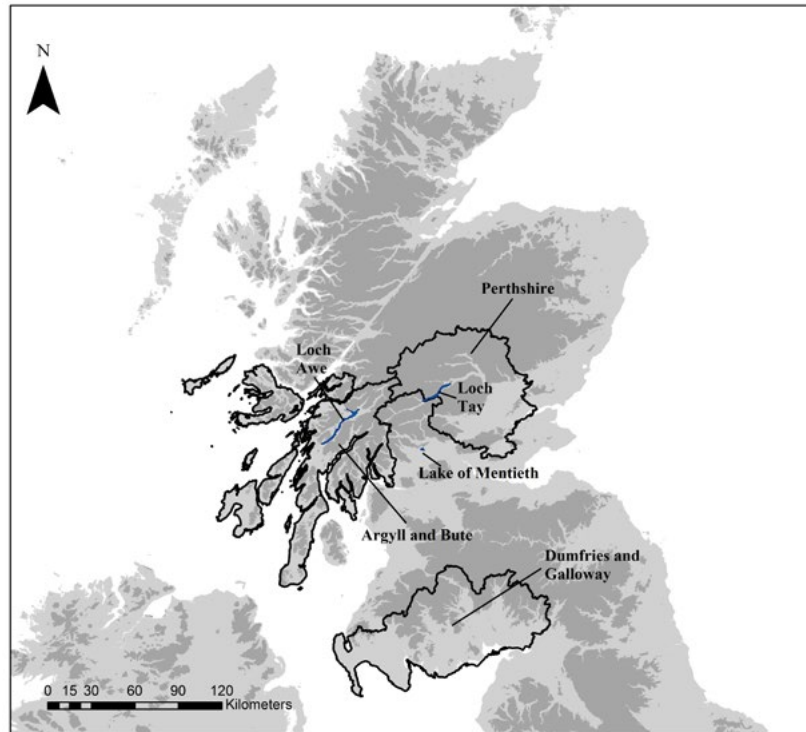 N
Perthshire
Loch
Awe
Loch
Tay
Lake of Mentieth
Argyll and Bute
Dumfries and
Galloway
0 15 30 60 90 120
Kilometers